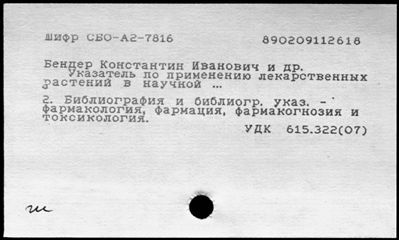 Шифр СБО-А2-7816 890209112618
Бендер Константин Иванович и др.
Указатель по применению лекарственных
растений в научной ...
2. Библиография и библиогр. указ. -
фармакология, фармация, фармакогнозия и
токсикология.
УДК 615.322(07)